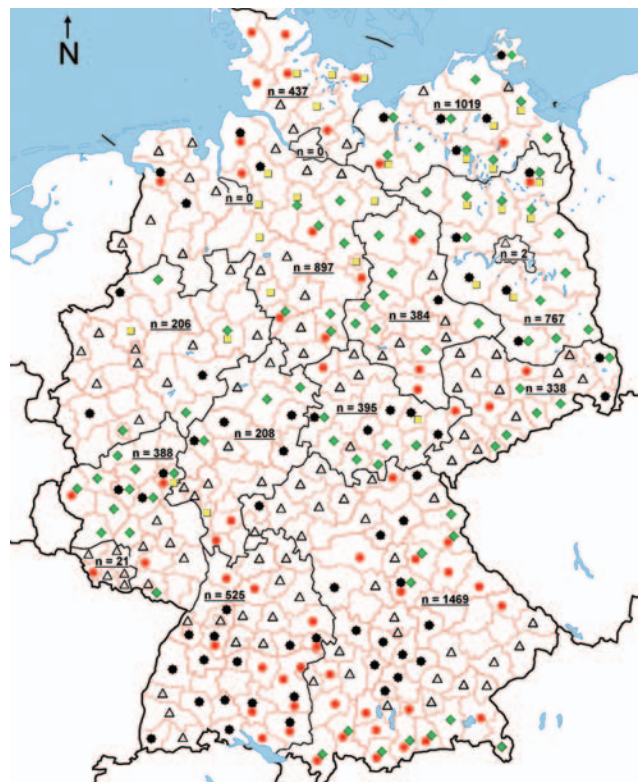 N
n = 437
n = 1019
n = 0
n = 0
n = 2
n = 897
n = 384
n = 767
n = 206
n = 338
n = 395
n = 208
n = 388
n = 21
n = 525
n = 1469